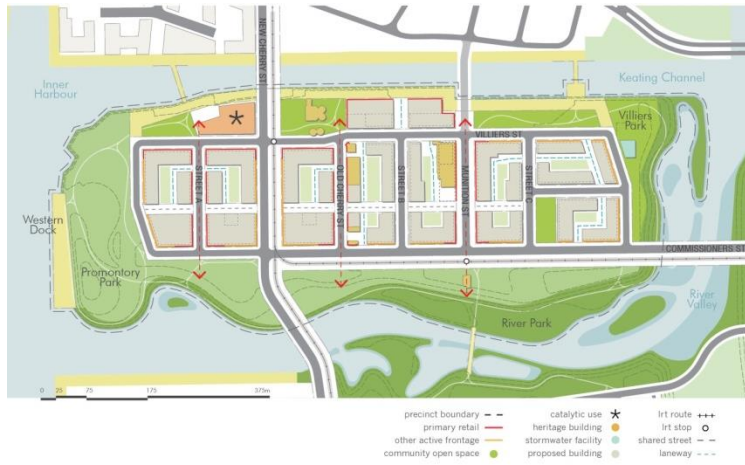 NEW CHERRY ST
Inner
Harbour
Keating Channel
Villiers
Park
VILLIERS ST
STREET A
OLD CHERRY ST
STREET B
MUNITION ST
STREET C
Western
Dock
COMMISSIONERS ST
Promontory
Park
River
Valley
River Park
0 25 75 175 375m
precinct boundary
primary retail
other active frontage
community open space
catalytic use
heritage building
stormwater facility
proposed building
lrt route
lrt stop
shared street
laneway